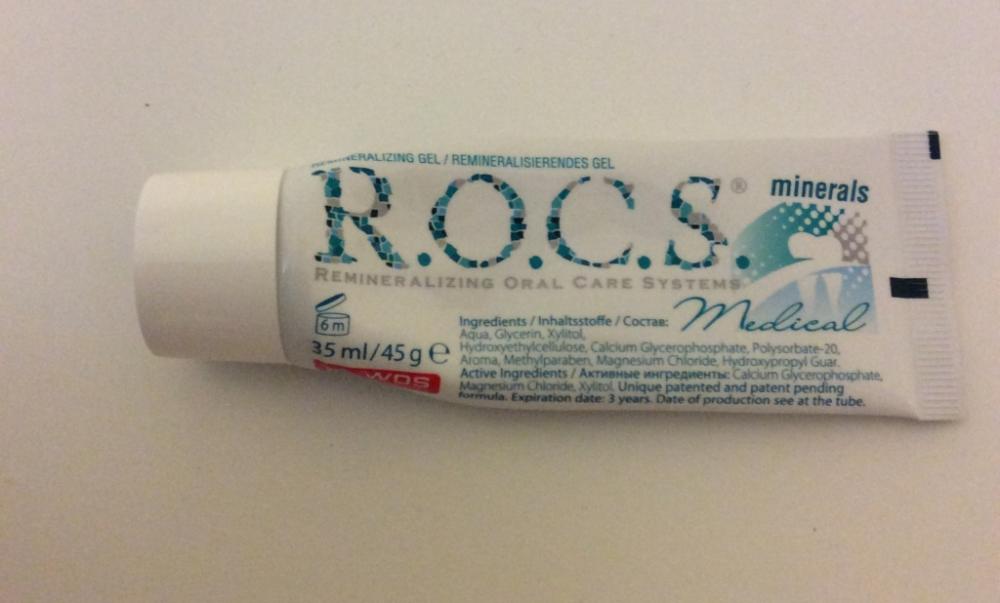 REMINERALIZING GEL / REMINERALISIERENDES GEL
R.O.C.S.®
minerals
REMINERALIZING ORAL CARE SYSTEMS
Medical
6 m
35 ml/45 g ℮
Ingredients / Inhaltsstoffe / Состав:
Aqua, Glycerin, Xylitol,
Hydroxyethylcellulose, Calcium Glycerophosphate, Polysorbate-20,
Aroma, Methylparaben, Magnesium Chloride, Hydroxypropyl Guar.
Active Ingredients / Активные ингредиенты: Calcium Glycerophosphate,
Magnesium Chloride, Xylitol. Unique patented and patent pending
formula. Expiration date: 3 years. Date of production see at the tube.